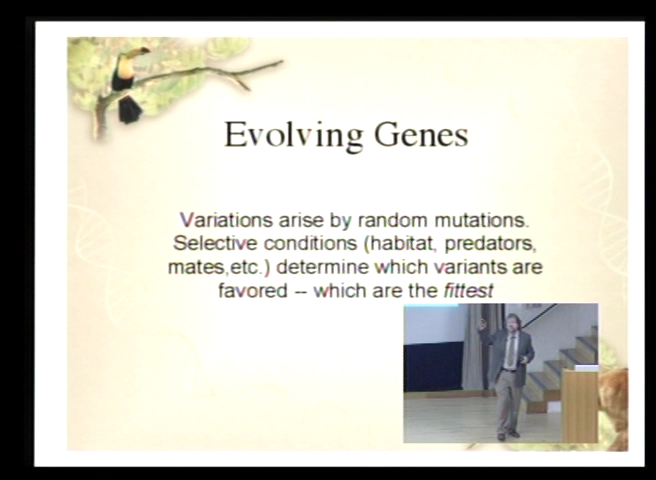 Evolving Genes
Variations arise by random mutations.
Selective conditions (habitat, predators,
mates,etc.) determine which variants are
favored -- which are the fittest